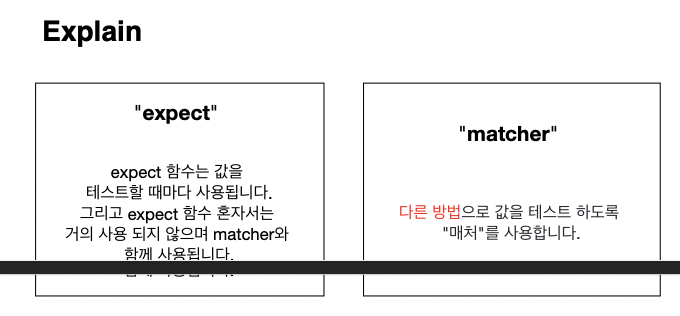 Explain
"expect"
expect 함수는 값을
테스트할 때마다 사용됩니다.
그리고 expect 함수 혼자서는
거의 사용 되지 않으며 matcher와
함께 사용됩니다.
"matcher"
다른 방법으로 값을 테스트 하도록
"매처"를 사용합니다.